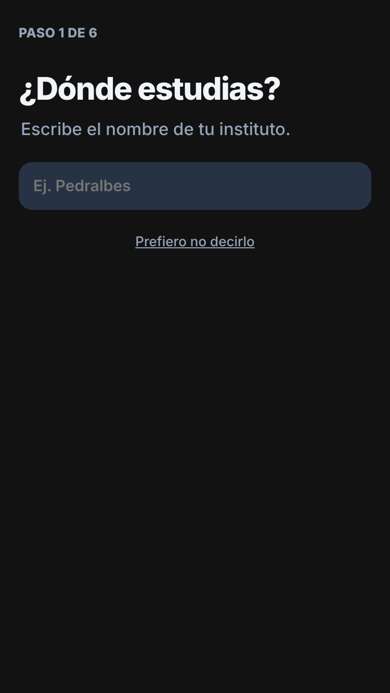 PASO 1 DE 6
¿Dónde estudias?
Escribe el nombre de tu instituto.
Ej. Pedralbes
Prefiero no decirlo